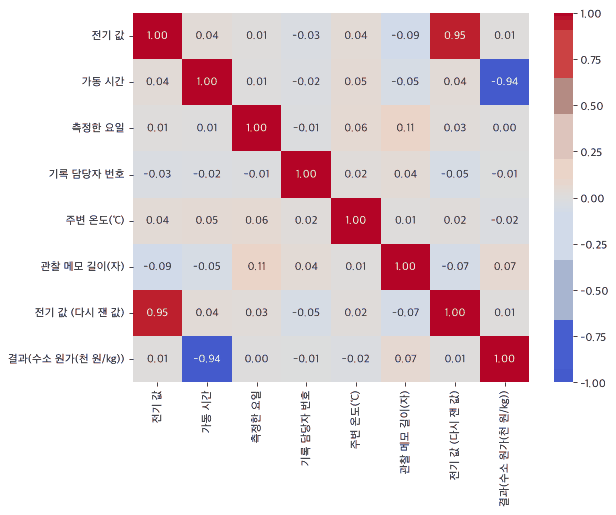 전기 값 1.00 0.04 0.01 −0.03 0.04 −0.09 0.95 0.01
가동 시간 0.04 1.00 0.01 −0.02 0.05 −0.05 0.04 −0.94
측정한 요일 0.01 0.01 1.00 −0.01 0.06 0.11 0.03 0.00
기록 담당자 번호 −0.03 −0.02 −0.01 1.00 0.02 0.04 −0.05 −0.01
주변 온도(℃) 0.04 0.05 0.06 0.02 1.00 0.01 0.02 −0.02
관찰 메모 길이(자) −0.09 −0.05 0.11 0.04 0.01 1.00 −0.07 0.07
전기 값 (다시 잰 값) 0.95 0.04 0.03 −0.05 0.02 −0.07 1.00 0.01
결과(수소 원가(천 원/kg)) 0.01 −0.94 0.00 −0.01 −0.02 0.07 0.01 1.00
전기 값
가동 시간
측정한 요일
기록 담당자 번호
주변 온도(℃)
관찰 메모 길이(자)
전기 값 (다시 잰 값)
결과(수소 원가(천 원/kg))
1.00
0.75
0.50
0.25
0.00
−0.25
−0.50
−0.75
−1.00